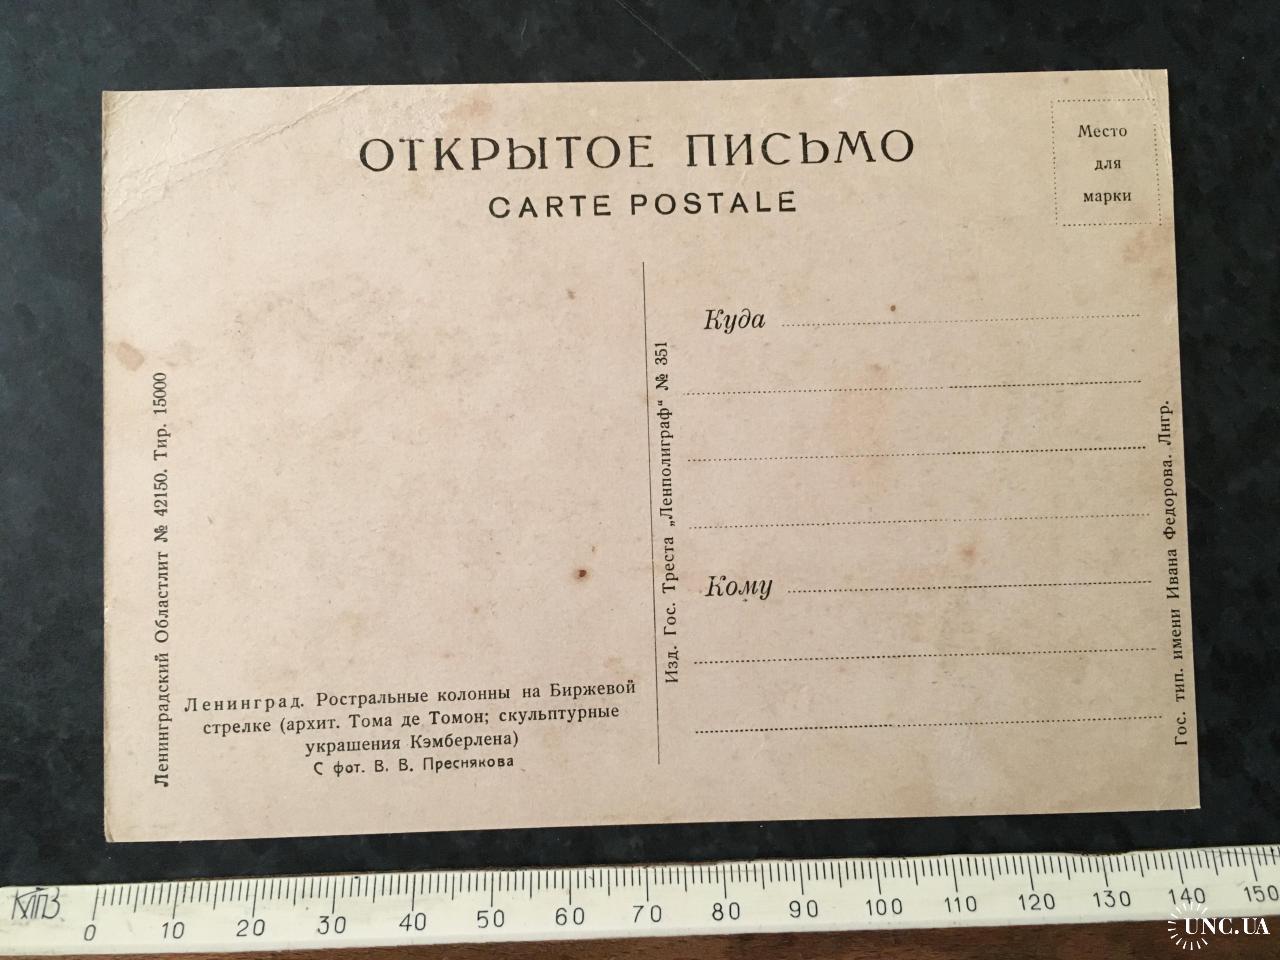 ОТКРЫТОЕ ПИСЬМО
CARTE POSTALE
Место
для
марки
Куда
Кому
Ленинградский Областлит № 42150. Тир. 15000
Ленинград. Ростральные колонны на Биржевой
стрелке (архит. Тома де Томон; скульптурные
украшения Кэмберлена)
С фот. В. В. Преснякова
Изд. Гос. Треста „Ленполиграф“ № 351
Гос. тип. имени Ивана Федорова. Лнгр.
КПЗ
0 10 20 30 40 50 60 70 80 90 100 110 120 130 140 150
UNC.UA